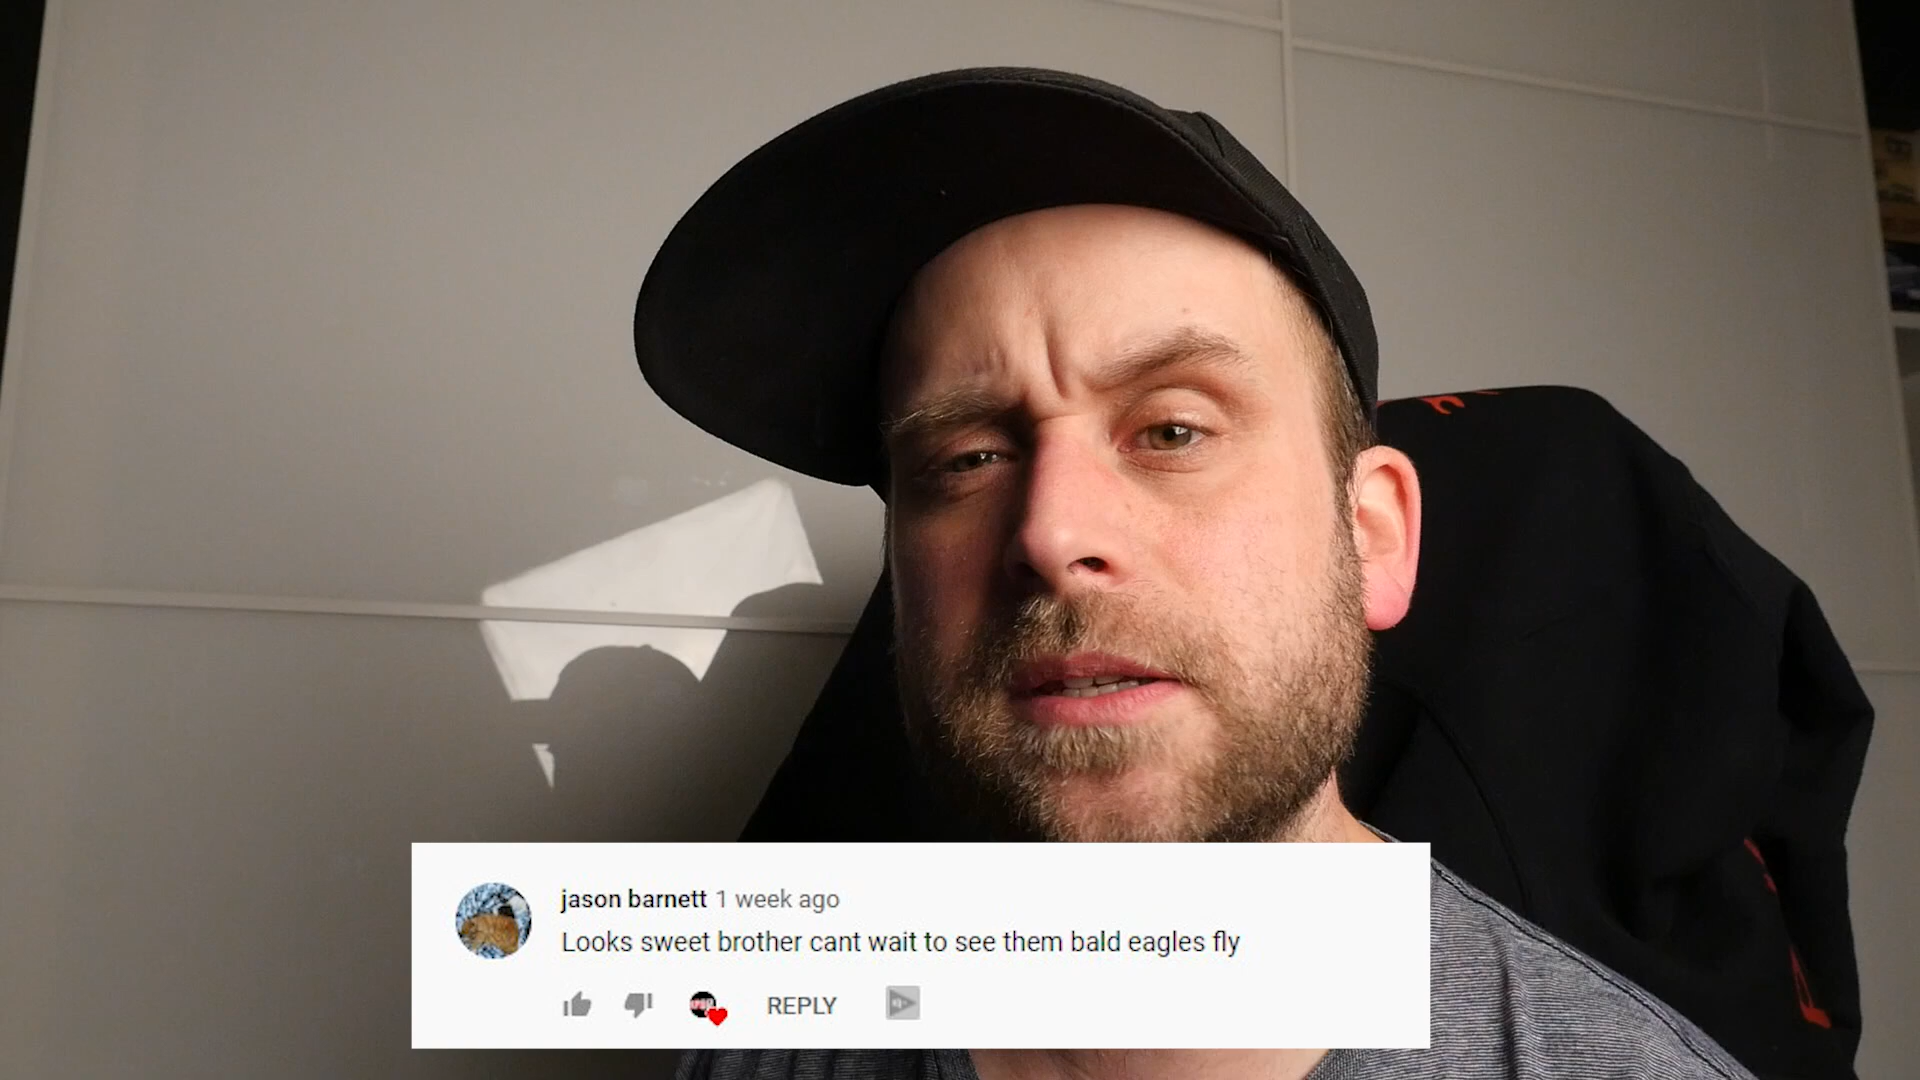 jason barnett 1 week ago
Looks sweet brother cant wait to see them bald eagles fly
REPLY